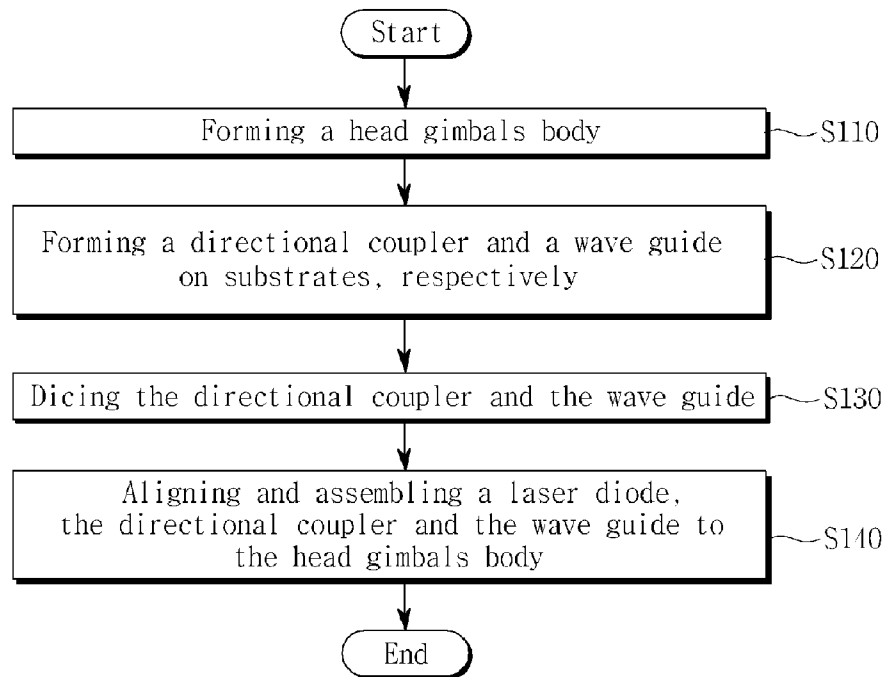 Start
Forming a head gimbals body
S110
Forming a directional coupler and a wave guide
on substrates, respectively
S120
Dicing the directional coupler and the wave guide
S130
Aligning and assembling a laser diode,
the directional coupler and the wave guide to
the head gimbals body
S140
End